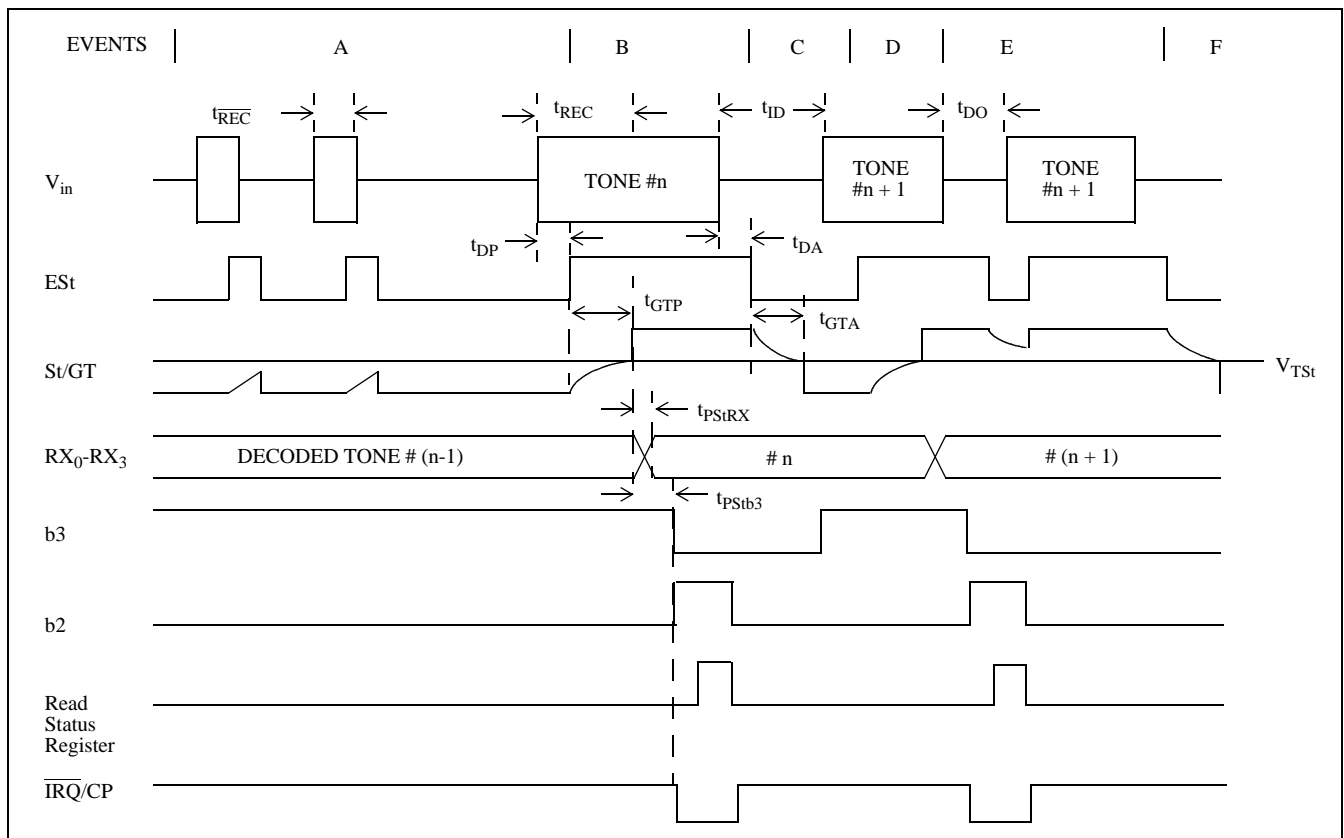 EVENTS A B C D E F
tREC tREC tID tDO
Vin TONE #n TONE #n + 1 TONE #n + 1
tDP tDA
ESt
tGTP
tGTA
St/GT
VTSt
tPStRX
RX0-RX3 DECODED TONE # (n-1) # n # (n + 1)
tPStb3
b3
b2
Read
Status
Register
IRQ/CP